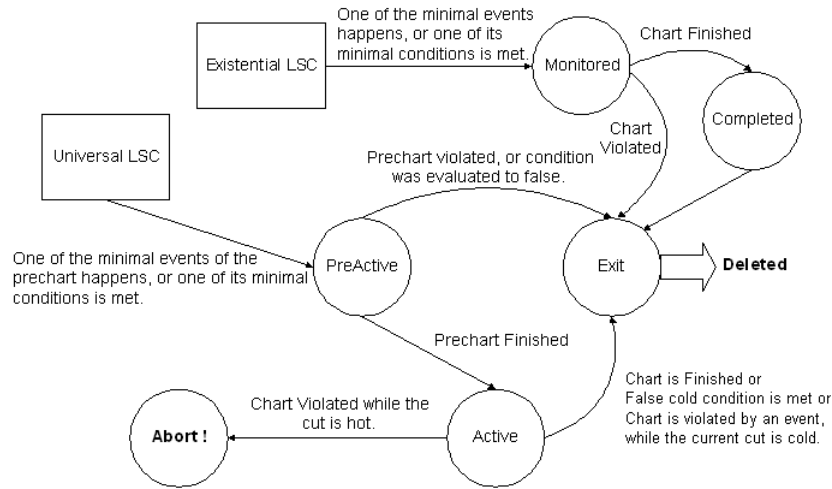 One of the minimal events
happens, or one of its
minimal conditions is met.
Chart Finished
Existential LSC
Monitored
Completed
Chart
Violated
Universal LSC
Prechart violated, or condition
was evaluated to false.
One of the minimal events of the
prechart happens, or one of its minimal
conditions is met.
PreActive
Exit
Deleted
Prechart Finished
Chart is Finished or
False cold condition is met or
Chart is violated by an event,
while the current cut is cold.
Chart Violated while the
cut is hot.
Abort !
Active